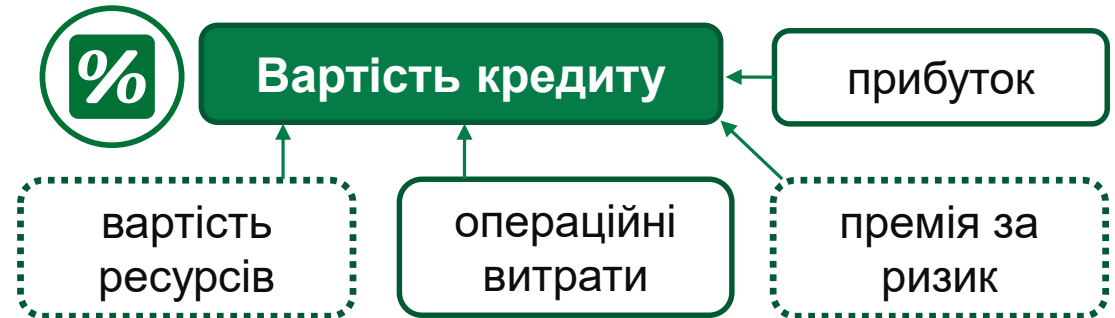 %
Вартість кредиту
прибуток
вартість
ресурсів
операційні
витрати
премія за
ризик